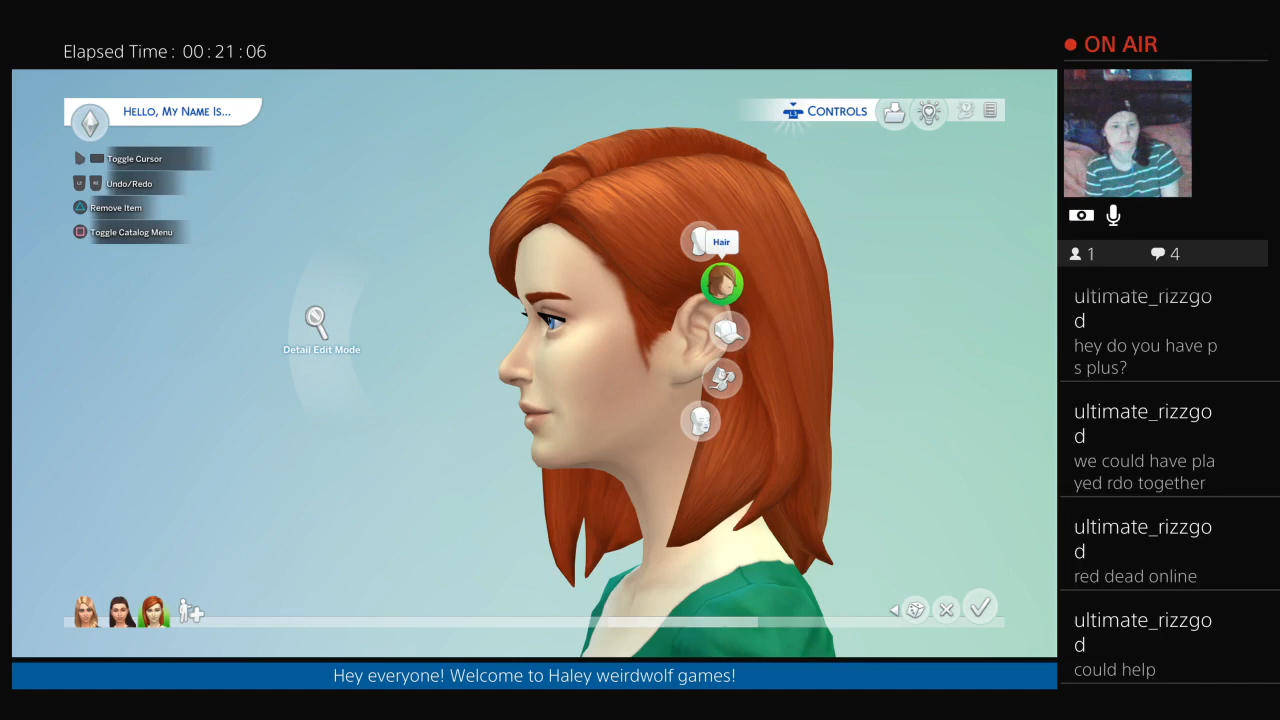 Elapsed Time: 00:21:06
ON AIR
HELLO, MY NAME IS...
CONTROLS
Toggle Cursor
Undo/Redo
Remove Item
Toggle Catalog Menu
Hair
Detail Edit Mode
1
4
ultimate_rizzgo
d
hey do you have p
s plus?
ultimate_rizzgo
d
we could have pla
yed rdo together
ultimate_rizzgo
d
red dead online
ultimate_rizzgo
d
could help
Hey everyone! Welcome to Haley weirdwolf games!